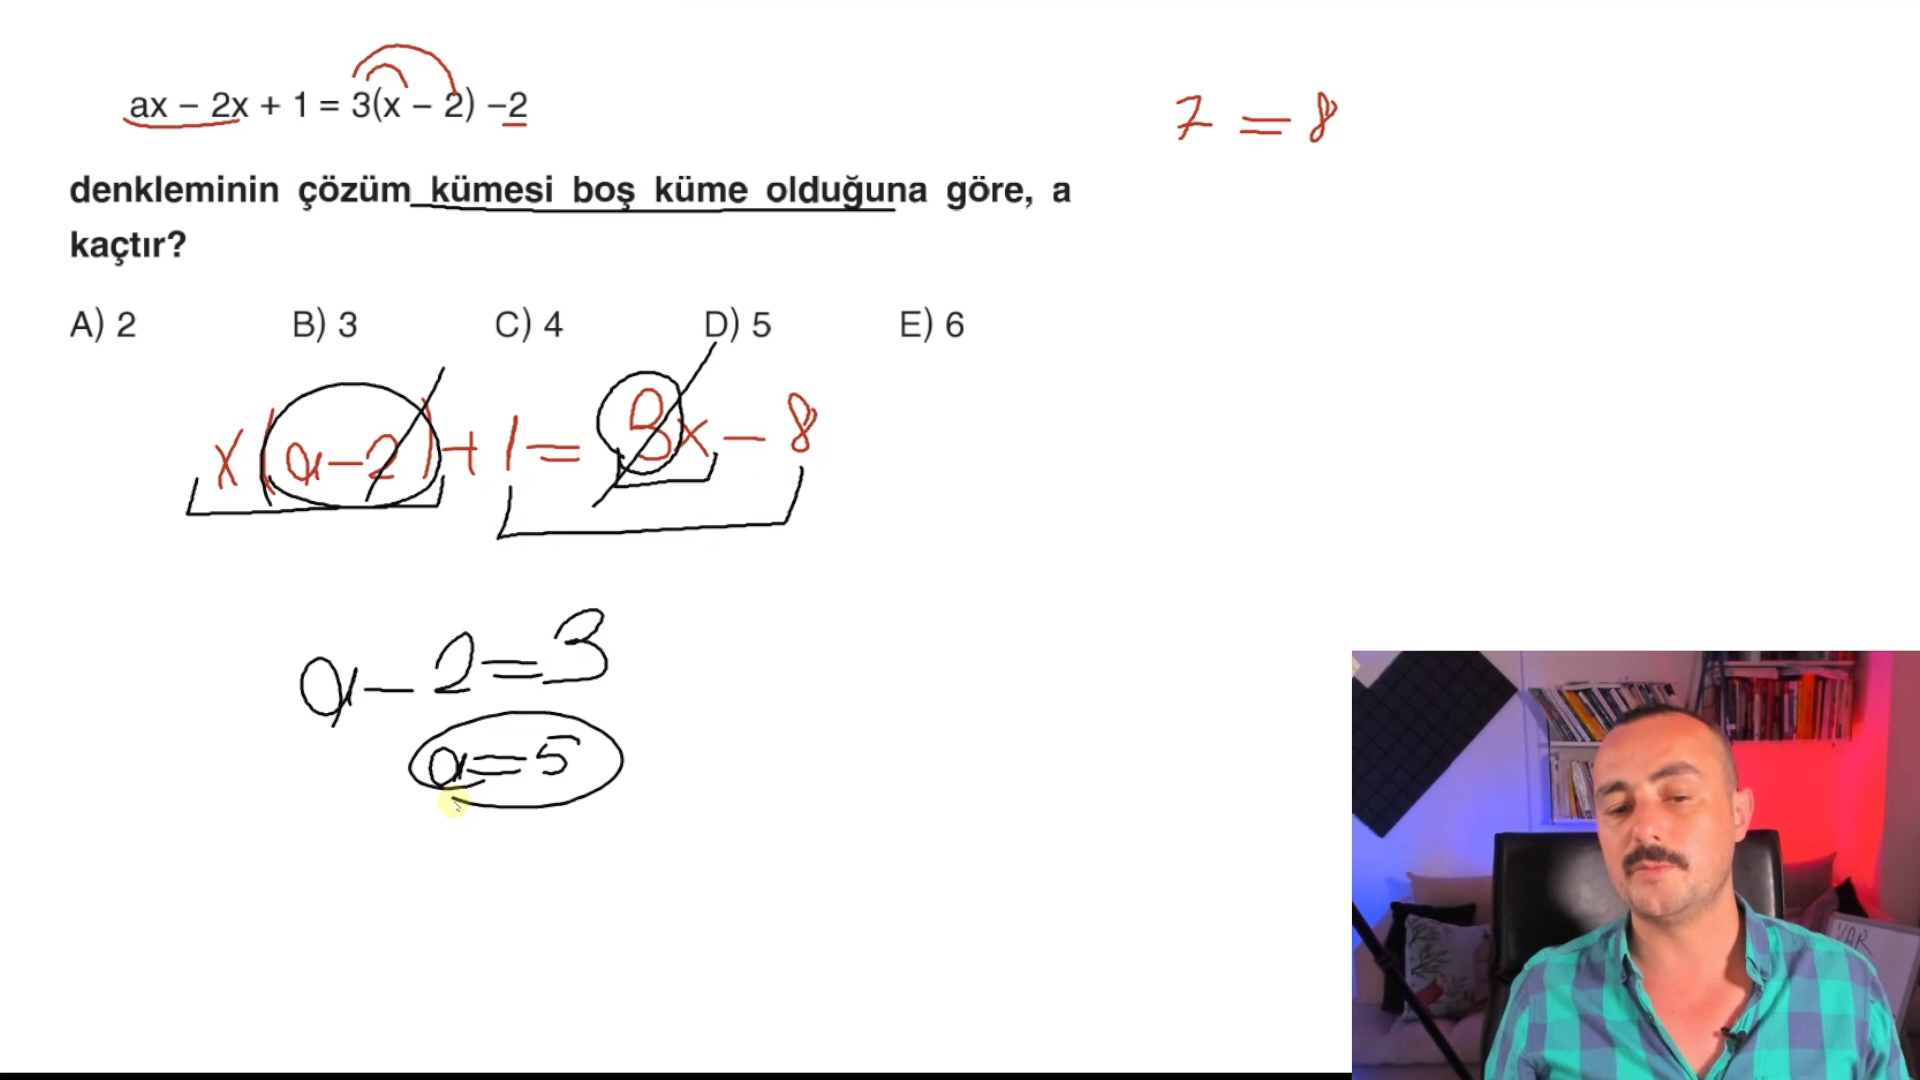 ax – 2x + 1 = 3(x – 2) –2
7 = 8
denkleminin çözüm kümesi boş küme olduğuna göre, a
kaçtır?
A) 2 B) 3 C) 4 D) 5 E) 6
x(a-2)+1=3x-8
a-2=3
a=5
VAR